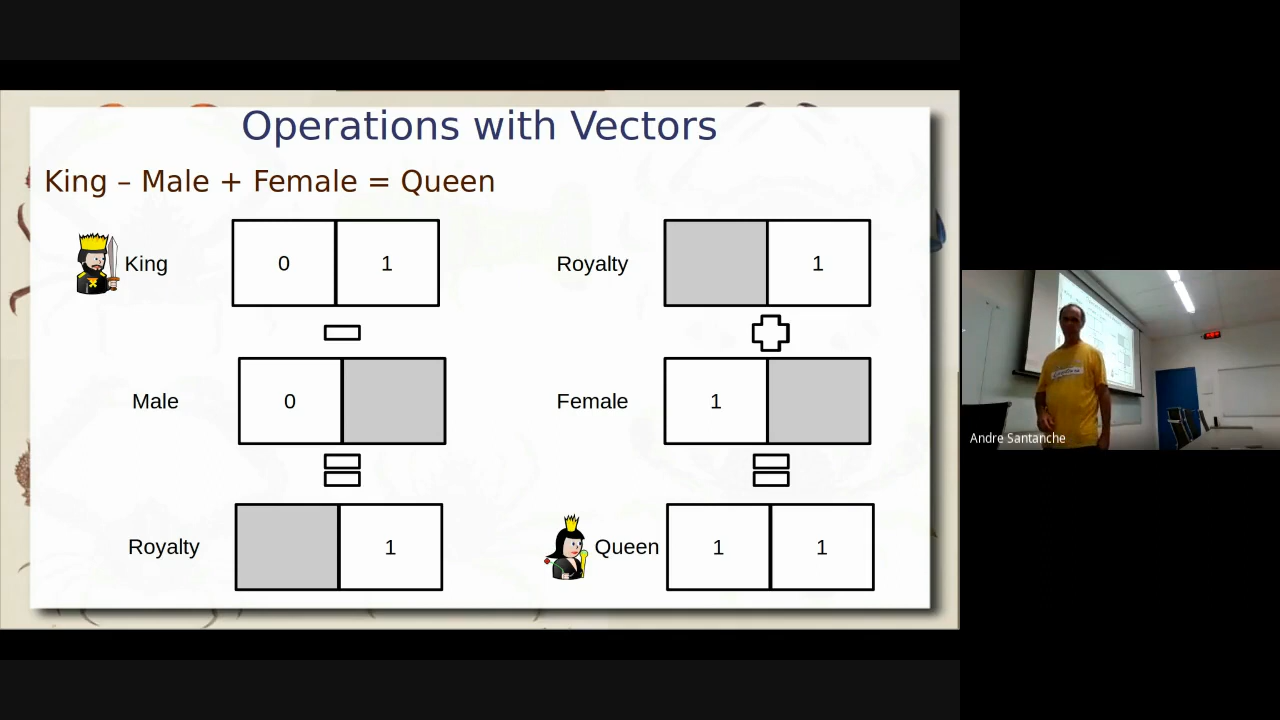 Operations with Vectors
King – Male + Female = Queen
King 0 1
Male 0
Royalty 1
Royalty 1
Female 1
Queen 1 1
Andre Santanche